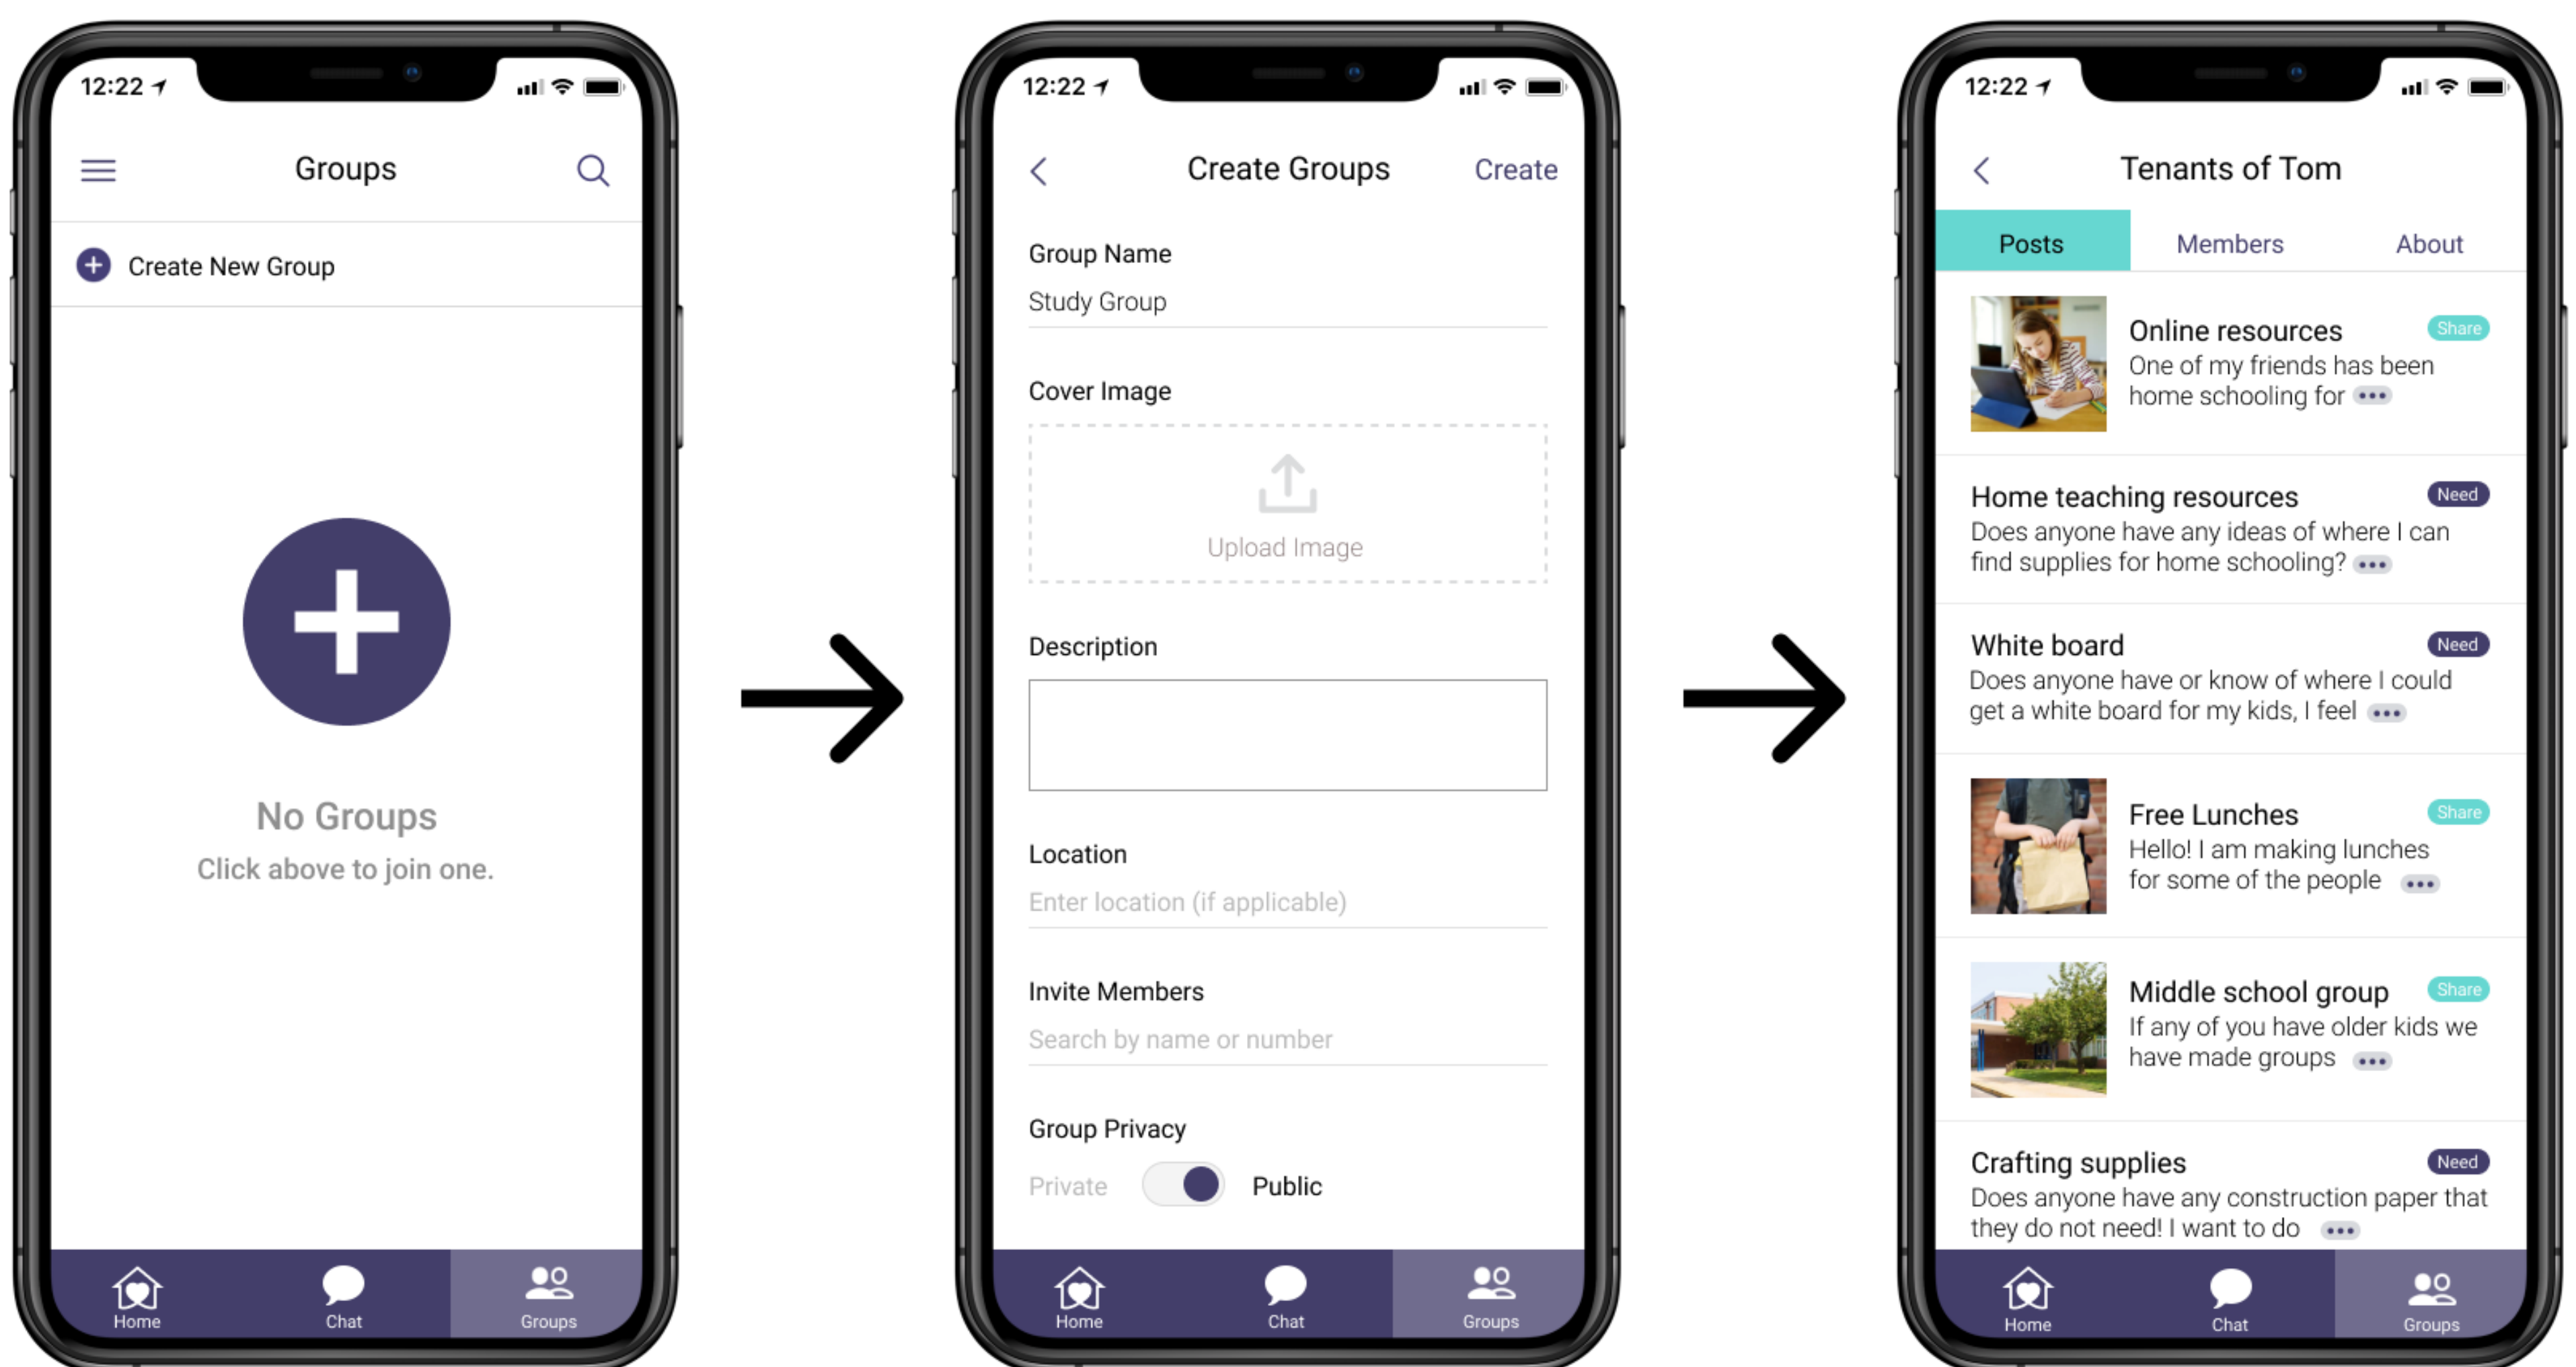 12:22
Groups
Create New Group
No Groups
Click above to join one.
Home
Chat
Groups
12:22
Create Groups
Create
Group Name
Study Group
Cover Image
Upload Image
Description
Location
Enter location (if applicable)
Invite Members
Search by name or number
Group Privacy
Private
Public
Home
Chat
Groups
12:22
Tenants of Tom
Posts
Members
About
Online resources
Share
One of my friends has been
home schooling for •••
Home teaching resources
Need
Does anyone have any ideas of where I can
find supplies for home schooling? •••
White board
Need
Does anyone have or know of where I could
get a white board for my kids, I feel •••
Free Lunches
Share
Hello! I am making lunches
for some of the people •••
Middle school group
Share
If any of you have older kids we
have made groups •••
Crafting supplies
Need
Does anyone have any construction paper that
they do not need! I want to do •••
Home
Chat
Groups